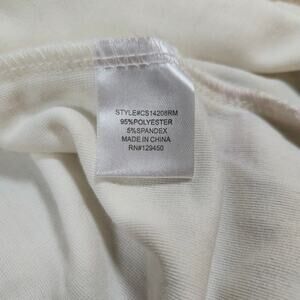 STYLE#CS14208RM
95%POLYESTER
5%SPANDEX
MADE IN CHINA
RN#129450